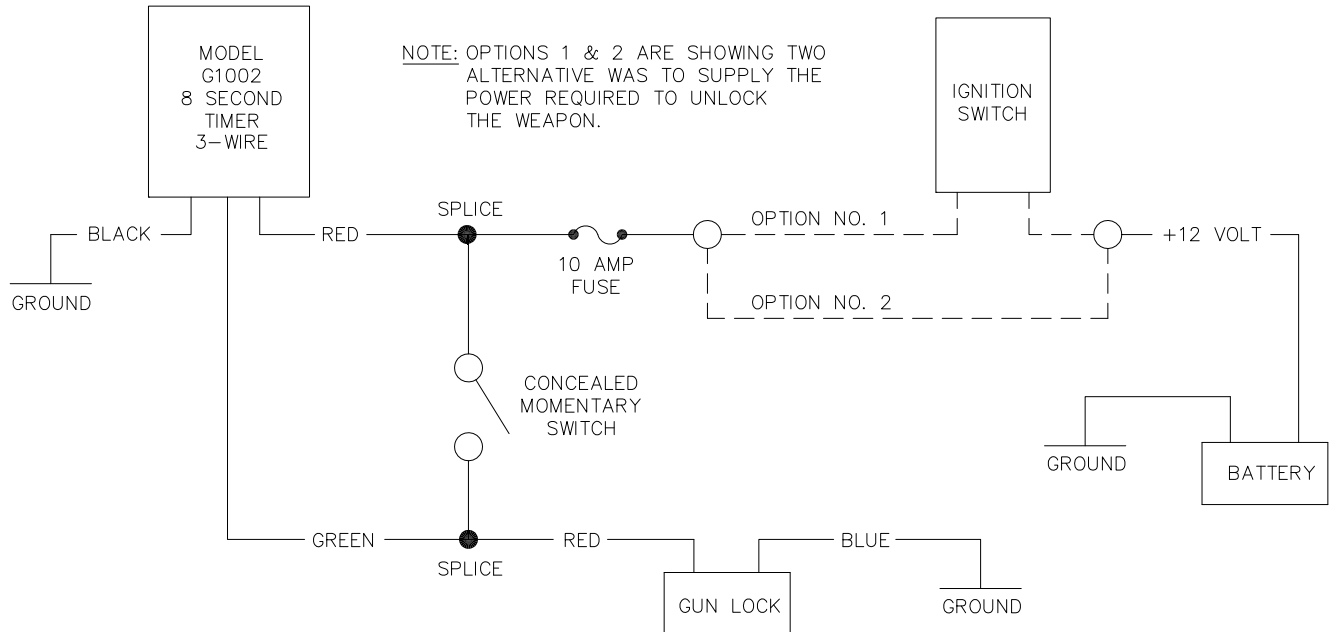 MODEL
G1002
8 SECOND
TIMER
3-WIRE
NOTE: OPTIONS 1 & 2 ARE SHOWING TWO
ALTERNATIVE WAS TO SUPPLY THE
POWER REQUIRED TO UNLOCK
THE WEAPON.
IGNITION
SWITCH
BLACK
RED
SPLICE
OPTION NO. 1
+12 VOLT
10 AMP
FUSE
GROUND
OPTION NO. 2
CONCEALED
MOMENTARY
SWITCH
GROUND
BATTERY
GREEN
RED
BLUE
SPLICE
GUN LOCK
GROUND